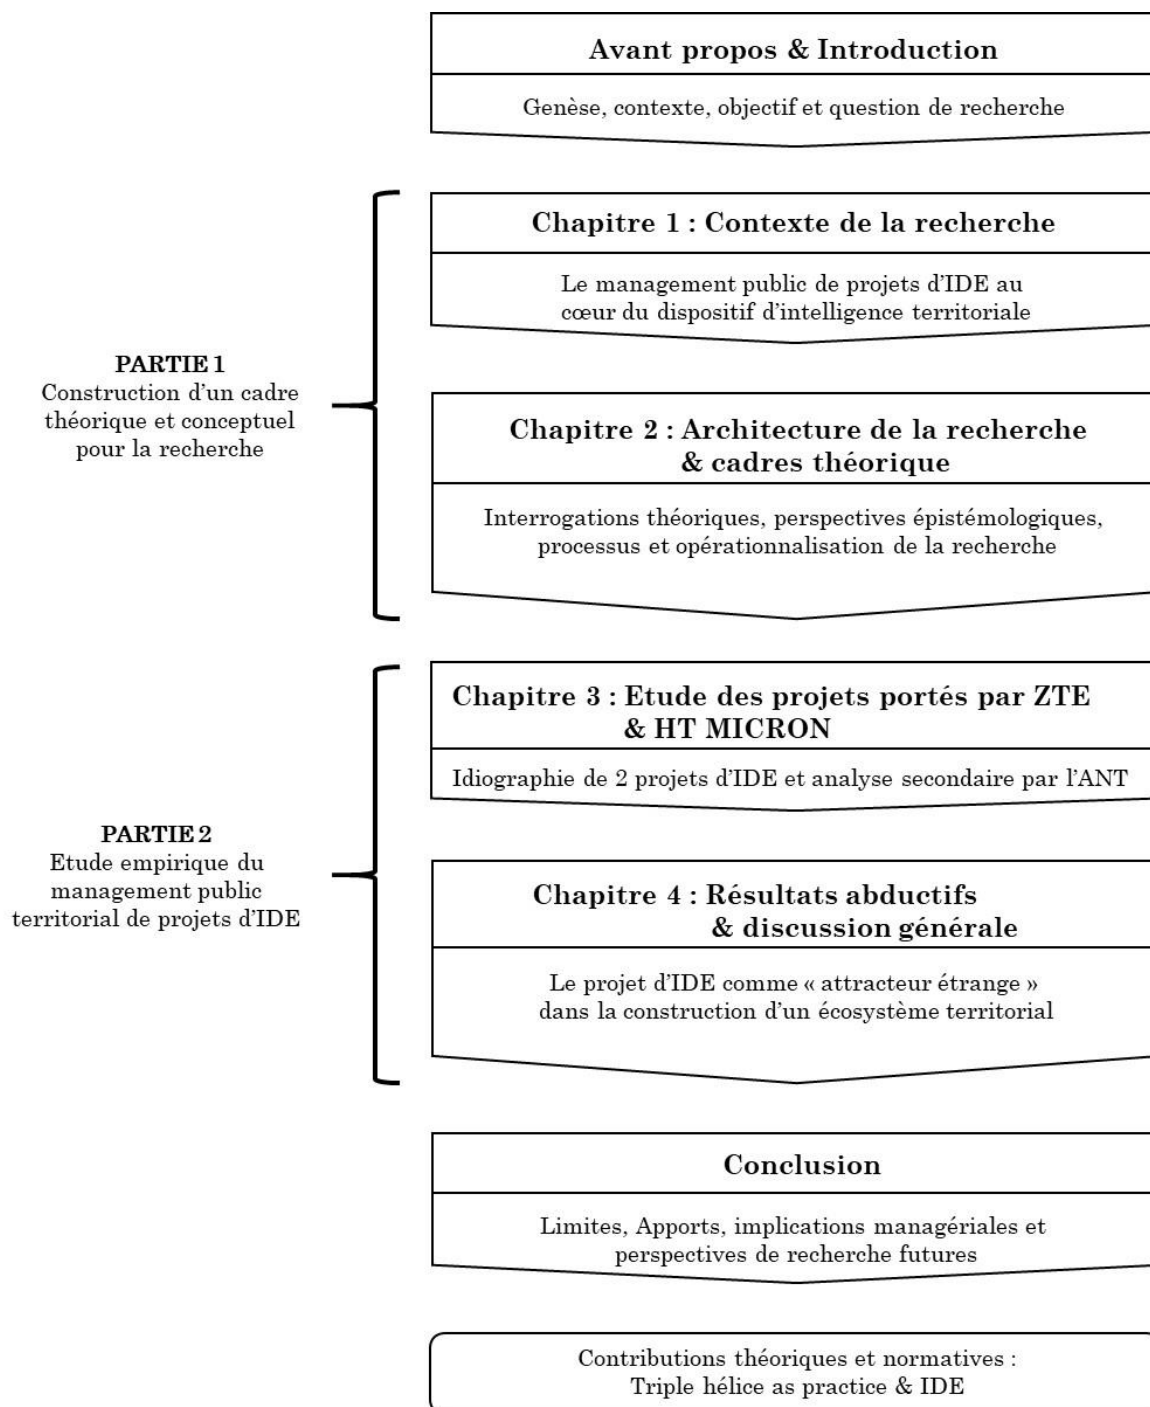 Avant propos & Introduction
Genèse, contexte, objectif et question de recherche
PARTIE 1
Construction d'un cadre
théorique et conceptuel
pour la recherche
Chapitre 1 : Contexte de la recherche
Le management public de projets d'IDE au
cœur du dispositif d'intelligence territoriale
Chapitre 2 : Architecture de la recherche
& cadres théorique
Interrogations théoriques, perspectives épistémologiques,
processus et opérationnalisation de la recherche
PARTIE 2
Etude empirique du
management public
territorial de projets d'IDE
Chapitre 3 : Etude des projets portés par ZTE
& HT MICRON
Idiographie de 2 projets d'IDE et analyse secondaire par l'ANT
Chapitre 4 : Résultats abductifs
& discussion générale
Le projet d'IDE comme « attracteur étrange »
dans la construction d'un écosystème territorial
Conclusion
Limites, Apports, implications managériales et
perspectives de recherche futures
Contributions théoriques et normatives :
Triple hélice as practice & IDE